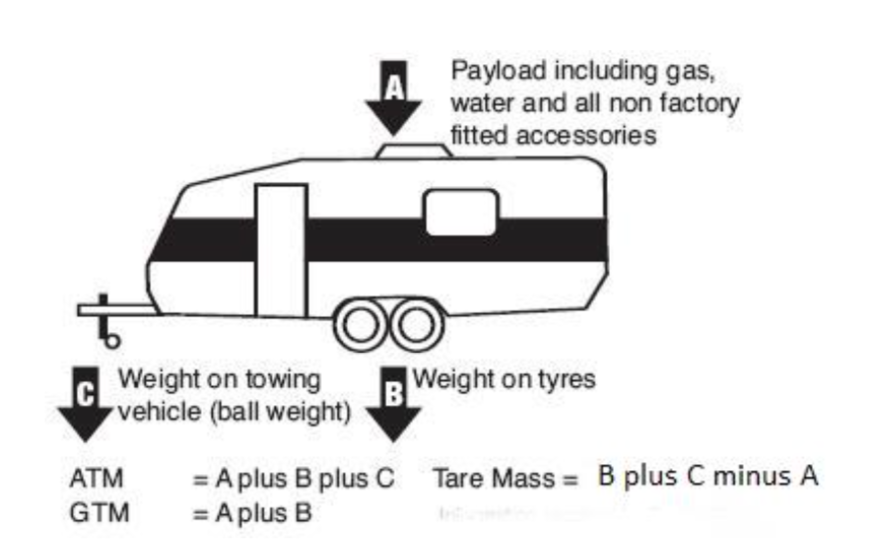 A
Payload including gas,
water and all non factory
fitted accessories
C
Weight on towing
vehicle (ball weight)
B
Weight on tyres
ATM = A plus B plus C Tare Mass = B plus C minus A
GTM = A plus B